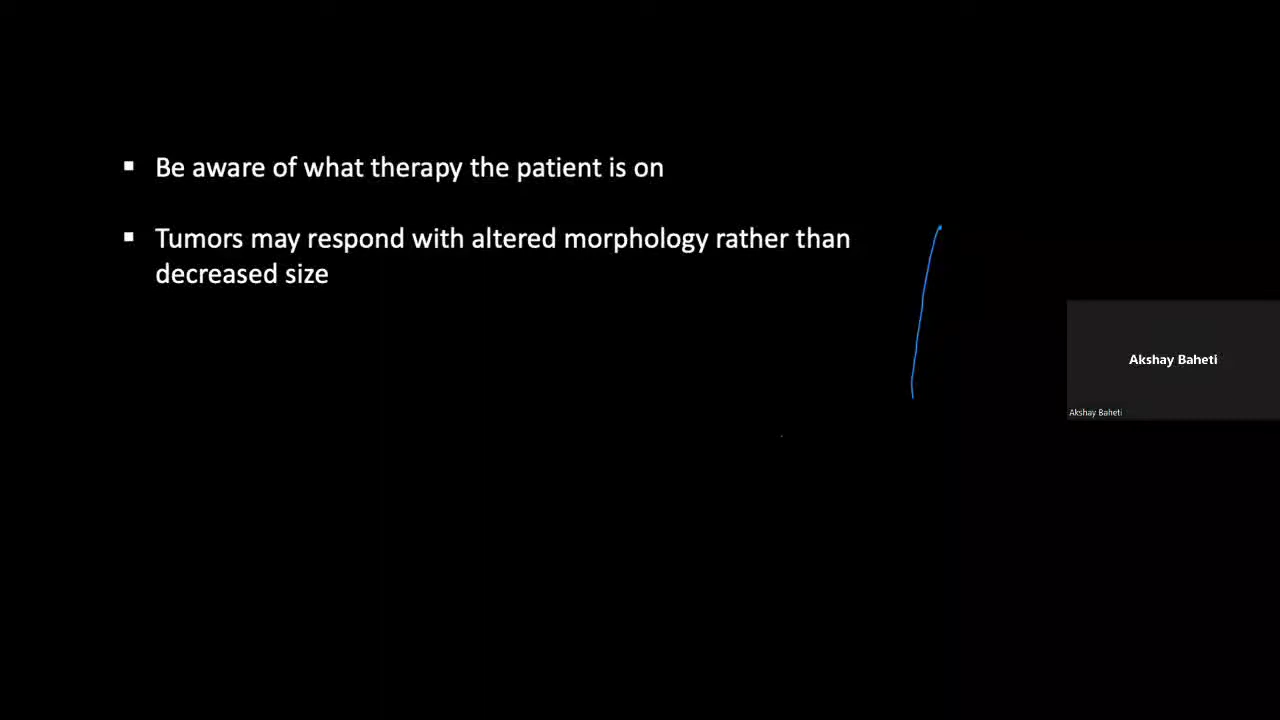 ▪ Be aware of what therapy the patient is on
▪ Tumors may respond with altered morphology rather than
decreased size
Akshay Baheti
Akshay Baheti